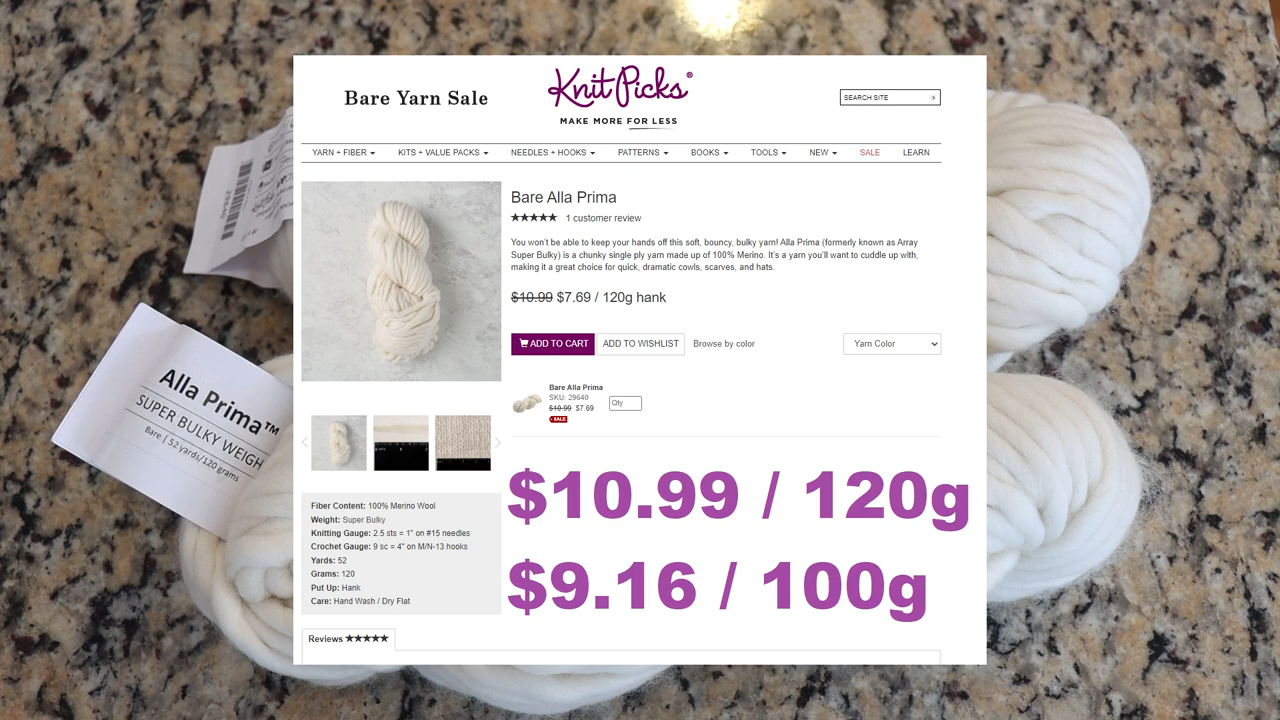 Bare Yarn Sale
KnitPicks®
MAKE MORE FOR LESS
SEARCH SITE
YARN + FIBER
KITS + VALUE PACKS
NEEDLES + HOOKS
PATTERNS
BOOKS
TOOLS
NEW
SALE
LEARN
Bare Alla Prima
★★★★★ 1 customer review
You won't be able to keep your hands off this soft, bouncy, bulky yarn! Alla Prima (formerly known as Array
Super Bulky) is a chunky single ply yarn made up of 100% Merino. It's a yarn you'll want to cuddle up with,
making it a great choice for quick, dramatic cowls, scarves, and hats.
$10.99 $7.69 / 120g hank
ADD TO CART
ADD TO WISHLIST
Browse by color
Yarn Color
Bare Alla Prima
SKU: 29640
$10.99 $7.69
SALE
Qty
$10.99 / 120g
$9.16 / 100g
Fiber Content: 100% Merino Wool
Weight: Super Bulky
Knitting Gauge: 2.5 sts = 1" on #15 needles
Crochet Gauge: 9 sc = 4" on M/N-13 hooks
Yards: 52
Grams: 120
Put Up: Hank
Care: Hand Wash / Dry Flat
Reviews ★★★★★
Alla Prima™
SUPER BULKY WEIGH
Bare | 52 yards/120 grams